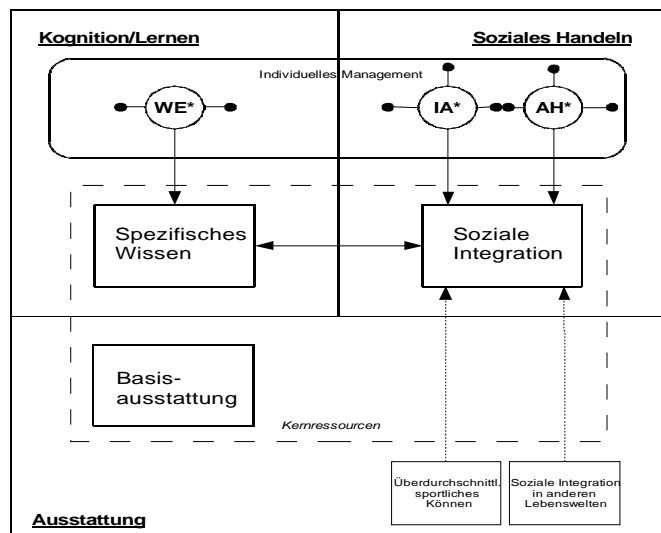 Kognition/Lernen
Soziales Handeln
Individuelles Management
WE*
IA*
AH*
Spezifisches
Wissen
Soziale
Integration
Basis-
ausstattung
Kernressourcen
Überdurchschnittl.
sportliches
Können
Soziale Integration
in anderen
Lebenswelten
Ausstattung